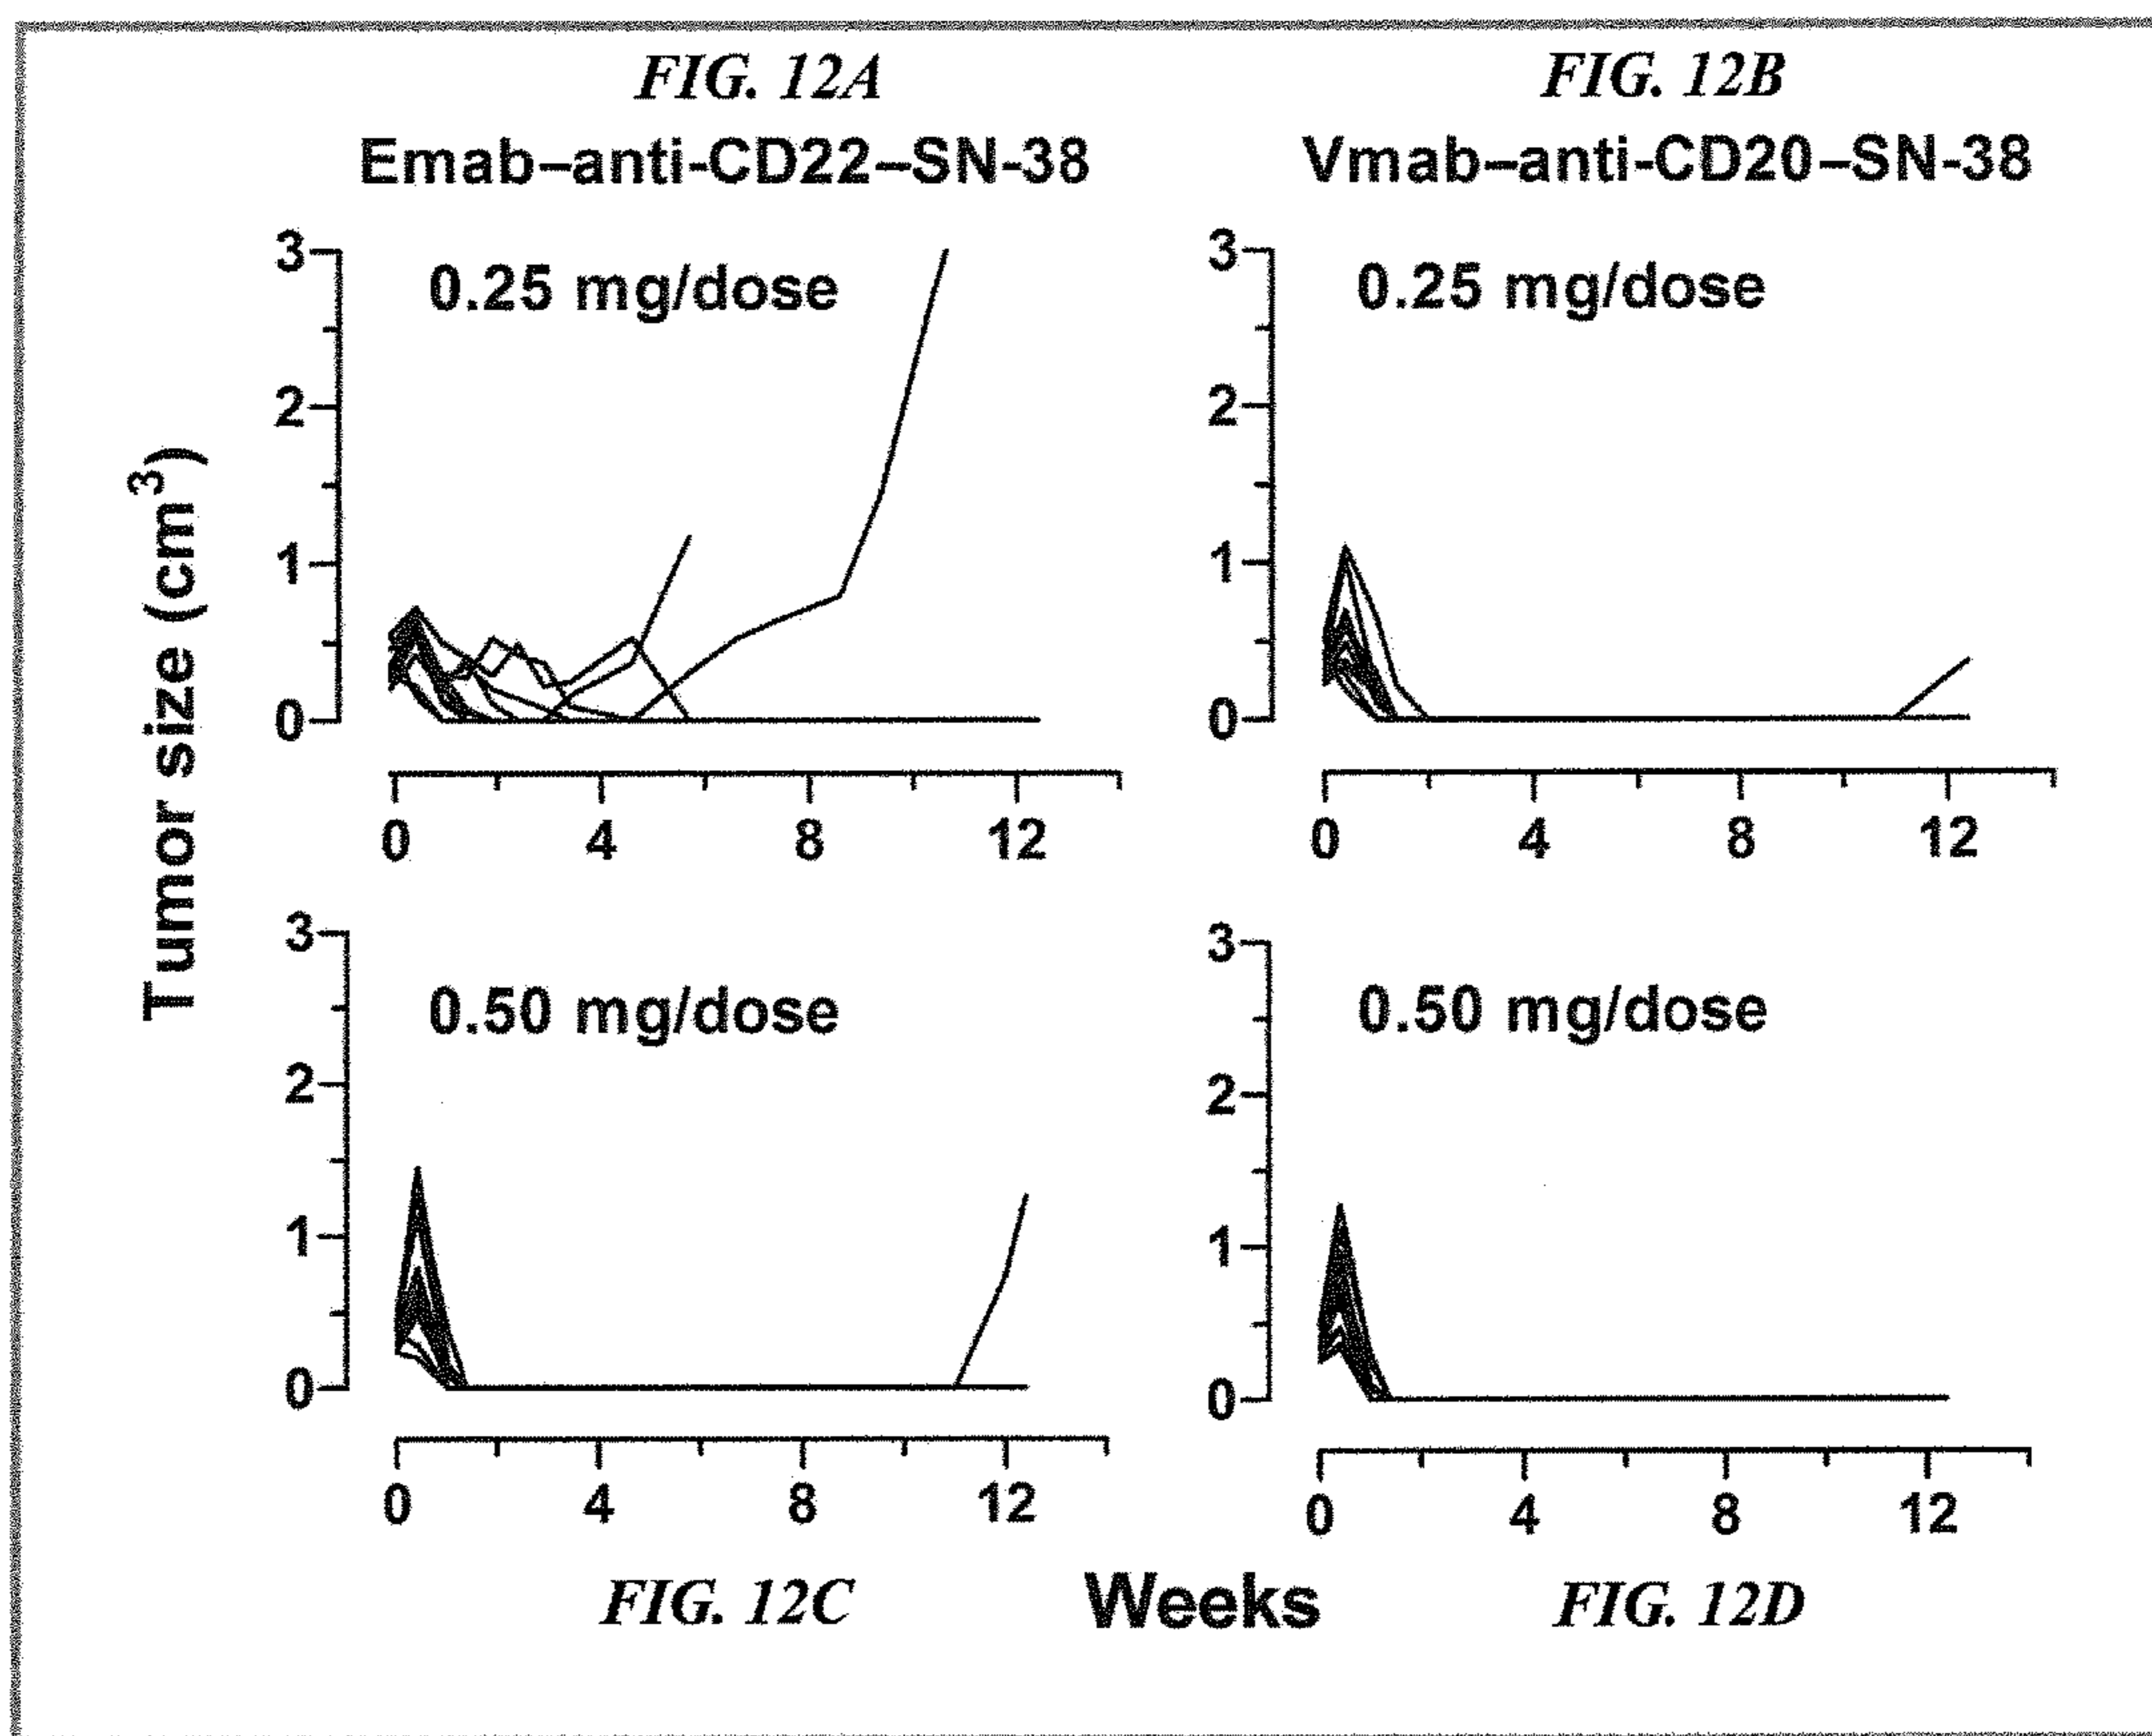 FIG. 12A
Emab–anti-CD22–SN-38
0.25 mg/dose
3
2
1
0
0 4 8 12
FIG. 12B
Vmab–anti-CD20–SN-38
0.25 mg/dose
3
2
1
0
0 4 8 12
Tumor size (cm³)
0.50 mg/dose
3
2
1
0
0 4 8 12
FIG. 12C
0.50 mg/dose
3
2
1
0
0 4 8 12
Weeks
FIG. 12D